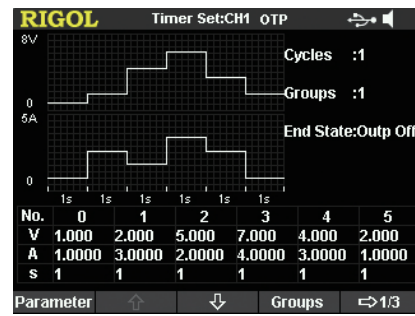 RIGOL Timer Set:CH1 OTP
8V
Cycles :1
0
Groups :1
5A
End State:Outp Off
0
1s 1s 1s 1s 1s 1s
No. 0 1 2 3 4 5
V 1.000 2.000 5.000 7.000 4.000 2.000
A 1.0000 3.0000 2.0000 4.0000 3.0000 1.0000
s 1 1 1 1 1 1
Parameter Groups 1/3